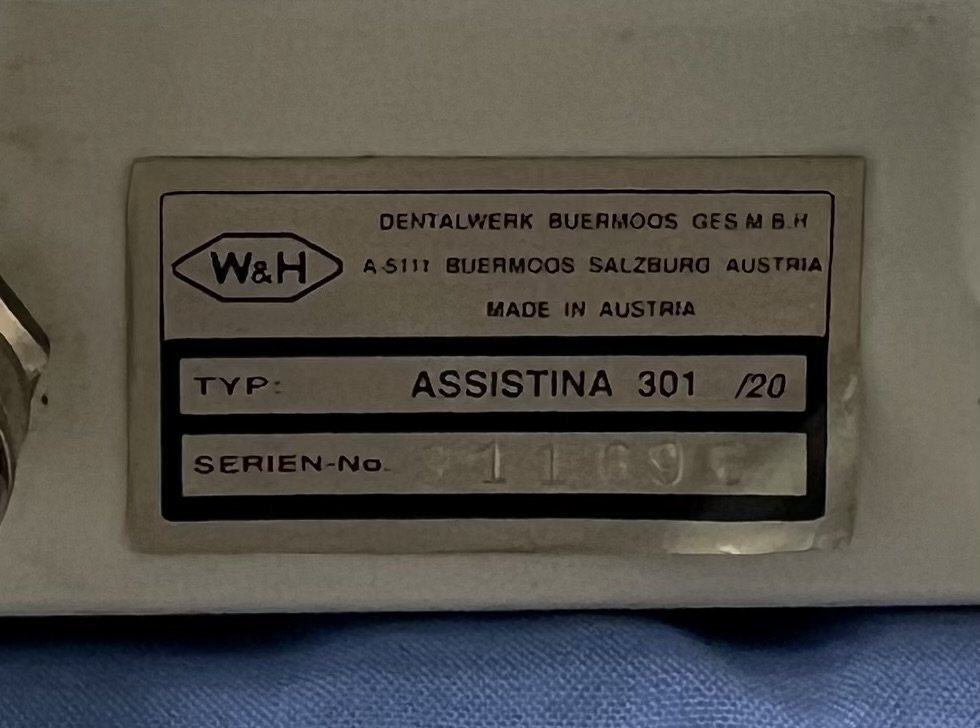 W&H
DENTALWERK BUERMOOS GES M B.H
A-5111 BUERMOOS SALZBURG AUSTRIA
MADE IN AUSTRIA
TYP: ASSISTINA 301 /20
SERIEN-No.